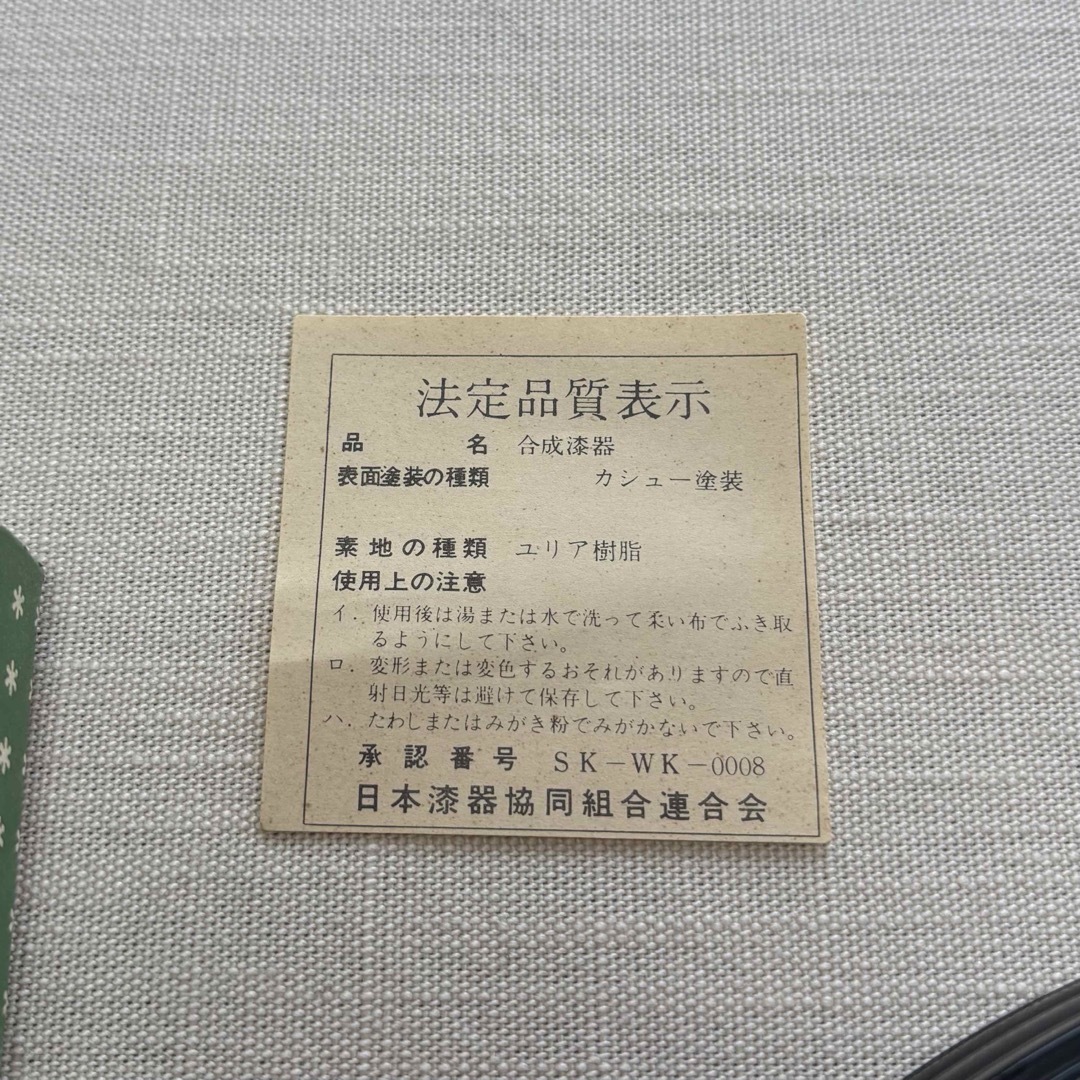 法定品質表示
品名 合成漆器
表面塗装の種類 カシュー塗装
素地の種類 ユリア樹脂
使用上の注意
イ. 使用後は湯または水で洗って柔い布でふき取
るようにして下さい。
ロ. 変形または変色するおそれがありますので直
射日光等は避けて保存して下さい。
ハ. たわしまたはみがき粉でみがかないで下さい。
承認番号 SK-WK-0008
日本漆器協同組合連合会